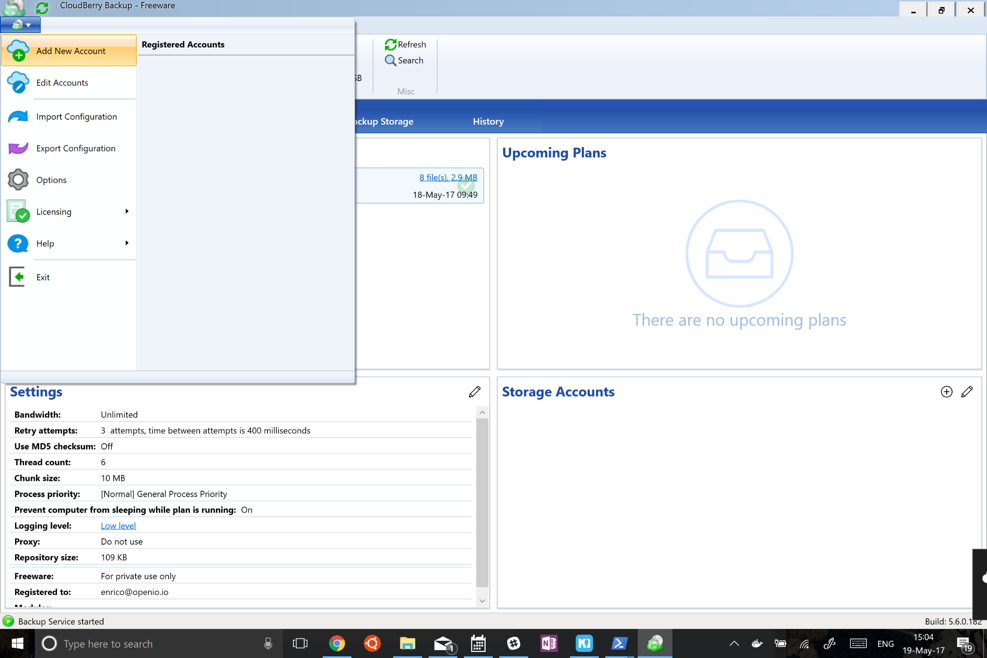 CloudBerry Backup - Freeware
Add New Account
Registered Accounts
Edit Accounts
Import Configuration
Export Configuration
Options
Licensing
Help
Exit
Refresh
Search
Misc
Backup Storage
History
8 file(s), 2.9 MB
18-May-17 09:49
Upcoming Plans
There are no upcoming plans
Settings
Bandwidth: Unlimited
Retry attempts: 3 attempts, time between attempts is 400 milliseconds
Use MD5 checksum: Off
Thread count: 6
Chunk size: 10 MB
Process priority: [Normal] General Process Priority
Prevent computer from sleeping while plan is running: On
Logging level: Low level
Proxy: Do not use
Repository size: 109 KB
Freeware: For private use only
Registered to: enrico@openio.io
Storage Accounts
Backup Service started
Build: 5.6.0.182
Type here to search
1
N
K!
ENG
15:04
19-May-17
19